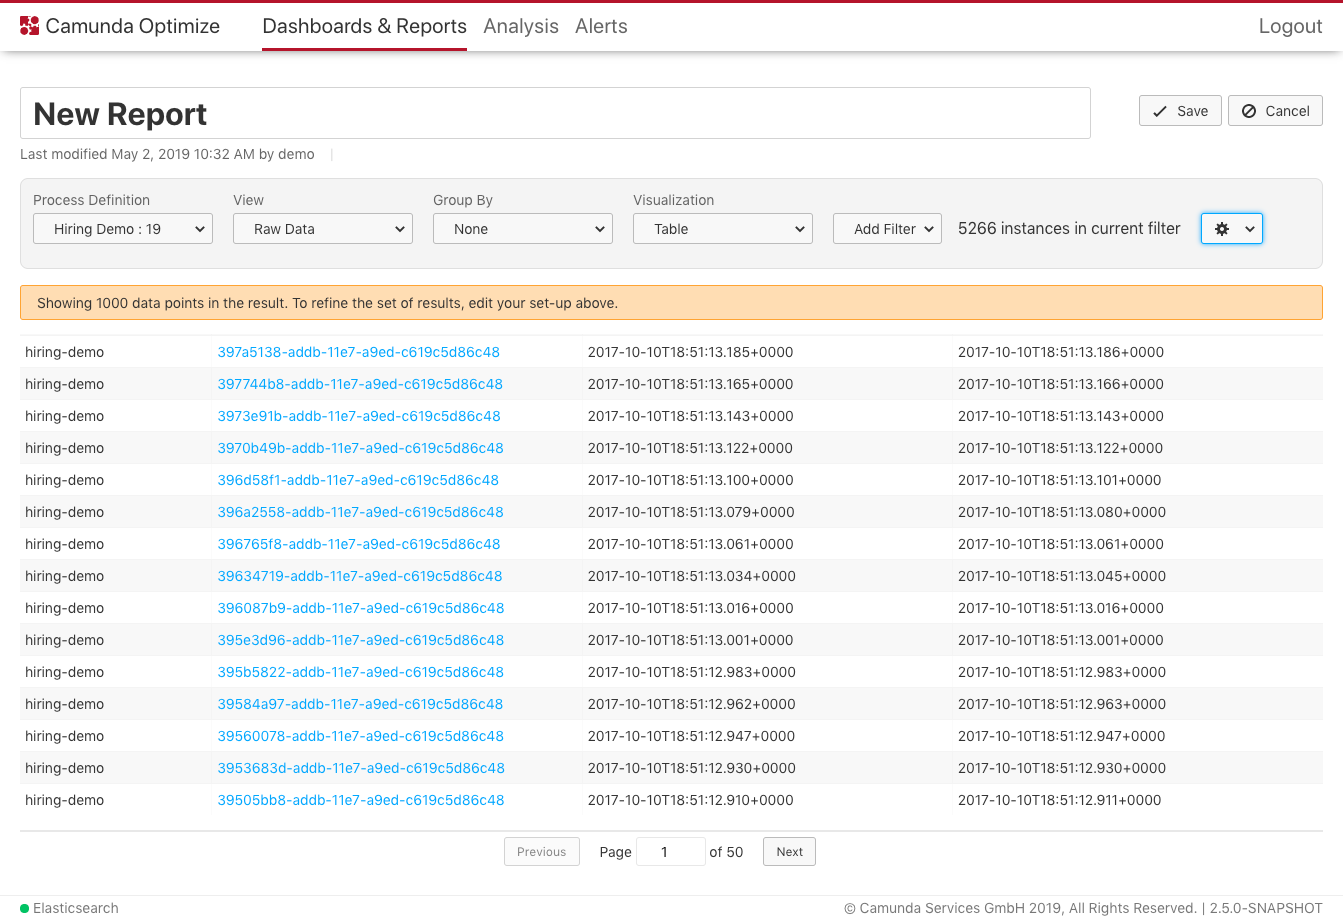 Camunda Optimize Dashboards & Reports Analysis Alerts Logout
New Report
Save Cancel
Last modified May 2, 2019 10:32 AM by demo
Process Definition View Group By Visualization
Hiring Demo : 19 Raw Data None Table Add Filter 5266 instances in current filter
Showing 1000 data points in the result. To refine the set of results, edit your set-up above.
hiring-demo 397a5138-addb-11e7-a9ed-c619c5d86c48 2017-10-10T18:51:13.185+0000 2017-10-10T18:51:13.186+0000
hiring-demo 397744b8-addb-11e7-a9ed-c619c5d86c48 2017-10-10T18:51:13.165+0000 2017-10-10T18:51:13.166+0000
hiring-demo 3973e91b-addb-11e7-a9ed-c619c5d86c48 2017-10-10T18:51:13.143+0000 2017-10-10T18:51:13.143+0000
hiring-demo 3970b49b-addb-11e7-a9ed-c619c5d86c48 2017-10-10T18:51:13.122+0000 2017-10-10T18:51:13.122+0000
hiring-demo 396d58f1-addb-11e7-a9ed-c619c5d86c48 2017-10-10T18:51:13.100+0000 2017-10-10T18:51:13.101+0000
hiring-demo 396a2558-addb-11e7-a9ed-c619c5d86c48 2017-10-10T18:51:13.079+0000 2017-10-10T18:51:13.080+0000
hiring-demo 396765f8-addb-11e7-a9ed-c619c5d86c48 2017-10-10T18:51:13.061+0000 2017-10-10T18:51:13.061+0000
hiring-demo 39634719-addb-11e7-a9ed-c619c5d86c48 2017-10-10T18:51:13.034+0000 2017-10-10T18:51:13.045+0000
hiring-demo 396087b9-addb-11e7-a9ed-c619c5d86c48 2017-10-10T18:51:13.016+0000 2017-10-10T18:51:13.016+0000
hiring-demo 395e3d96-addb-11e7-a9ed-c619c5d86c48 2017-10-10T18:51:13.001+0000 2017-10-10T18:51:13.001+0000
hiring-demo 395b5822-addb-11e7-a9ed-c619c5d86c48 2017-10-10T18:51:12.983+0000 2017-10-10T18:51:12.983+0000
hiring-demo 39584a97-addb-11e7-a9ed-c619c5d86c48 2017-10-10T18:51:12.962+0000 2017-10-10T18:51:12.963+0000
hiring-demo 39560078-addb-11e7-a9ed-c619c5d86c48 2017-10-10T18:51:12.947+0000 2017-10-10T18:51:12.947+0000
hiring-demo 3953683d-addb-11e7-a9ed-c619c5d86c48 2017-10-10T18:51:12.930+0000 2017-10-10T18:51:12.930+0000
hiring-demo 39505bb8-addb-11e7-a9ed-c619c5d86c48 2017-10-10T18:51:12.910+0000 2017-10-10T18:51:12.911+0000
Previous Page 1 of 50 Next
Elasticsearch © Camunda Services GmbH 2019, All Rights Reserved. | 2.5.0-SNAPSHOT